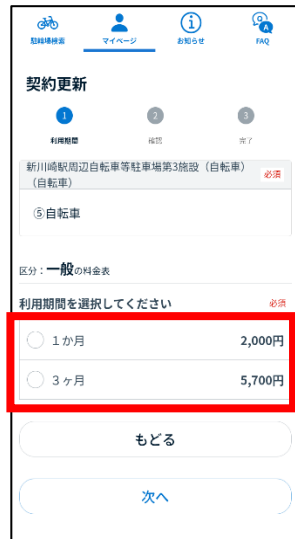 駐輪場検索 マイページ お知らせ FAQ
契約更新
1 2 3
利用期間 確認 完了
新川崎駅周辺自転車等駐車場第3施設（自転車）
（自転車）
必須
⑤自転車
区分：一般の料金表
利用期間を選択してください 必須
1か月 2,000円
3ヶ月 5,700円
もどる
次へ